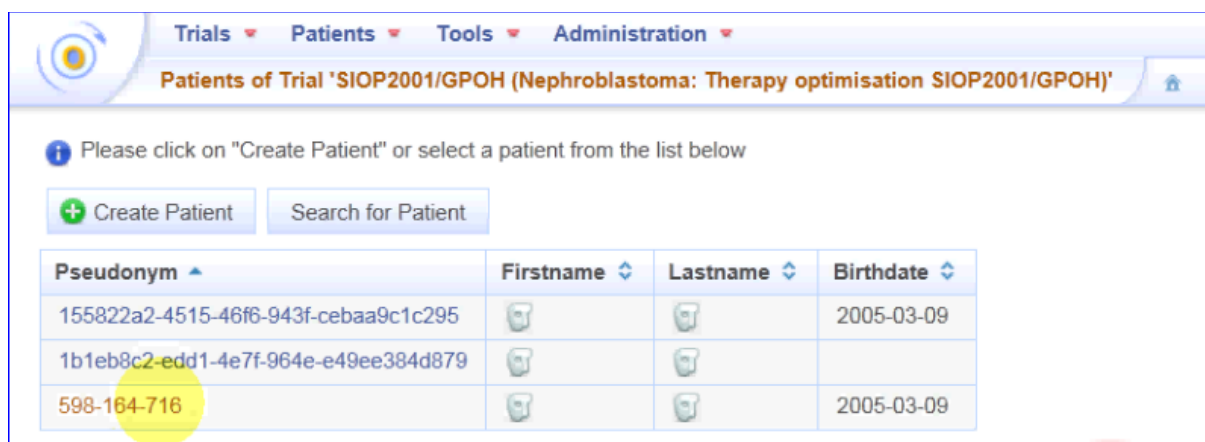 Trials Patients Tools Administration
Patients of Trial 'SIOP2001/GPOH (Nephroblastoma: Therapy optimisation SIOP2001/GPOH)'
Please click on "Create Patient" or select a patient from the list below
Create Patient Search for Patient
Pseudonym Firstname Lastname Birthdate
155822a2-4515-46f6-943f-cebaa9c1c295 2005-03-09
1b1eb8c2-edd1-4e7f-964e-e49ee384d879
598-164-716 2005-03-09